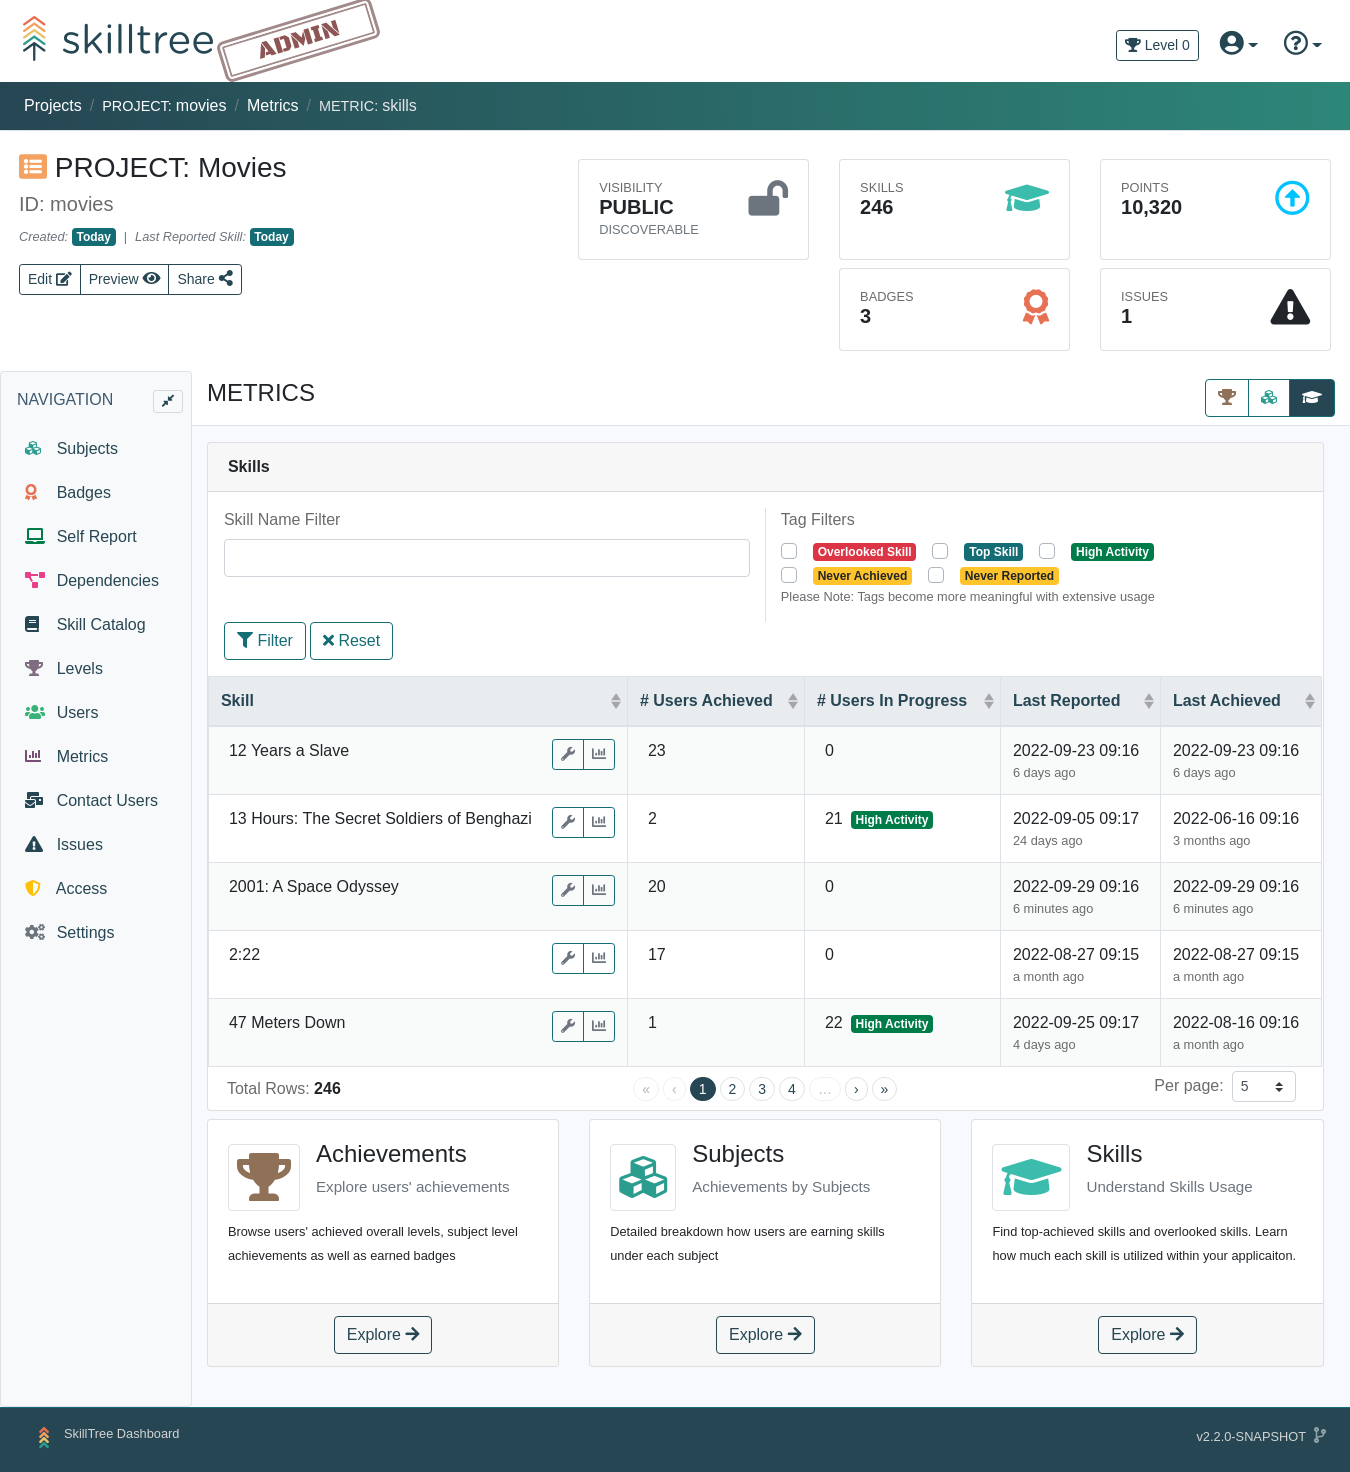 skilltree
ADMIN
Level 0
Projects / PROJECT: movies / Metrics / METRIC: skills
PROJECT: Movies
ID: movies
Created: Today | Last Reported Skill: Today
Edit
Preview
Share
VISIBILITY
PUBLIC
DISCOVERABLE
SKILLS
246
POINTS
10,320
BADGES
3
ISSUES
1
NAVIGATION
Subjects
Badges
Self Report
Dependencies
Skill Catalog
Levels
Users
Metrics
Contact Users
Issues
Access
Settings
METRICS
Skills
Skill Name Filter
Tag Filters
Overlooked Skill Top Skill High Activity
Never Achieved Never Reported
Please Note: Tags become more meaningful with extensive usage
Filter Reset
Skill # Users Achieved # Users In Progress Last Reported Last Achieved
12 Years a Slave 23 0 2022-09-23 09:16 2022-09-23 09:16
6 days ago 6 days ago
13 Hours: The Secret Soldiers of Benghazi 2 21 High Activity 2022-09-05 09:17 2022-06-16 09:16
24 days ago 3 months ago
2001: A Space Odyssey 20 0 2022-09-29 09:16 2022-09-29 09:16
6 minutes ago 6 minutes ago
2:22 17 0 2022-08-27 09:15 2022-08-27 09:15
a month ago a month ago
47 Meters Down 1 22 High Activity 2022-09-25 09:17 2022-08-16 09:16
4 days ago a month ago
Total Rows: 246 « ‹ 1 2 3 4 … › » Per page: 5
Achievements
Explore users' achievements
Browse users' achieved overall levels, subject level
achievements as well as earned badges
Explore
Subjects
Achievements by Subjects
Detailed breakdown how users are earning skills
under each subject
Explore
Skills
Understand Skills Usage
Find top-achieved skills and overlooked skills. Learn
how much each skill is utilized within your applicaiton.
Explore
SkillTree Dashboard
v2.2.0-SNAPSHOT